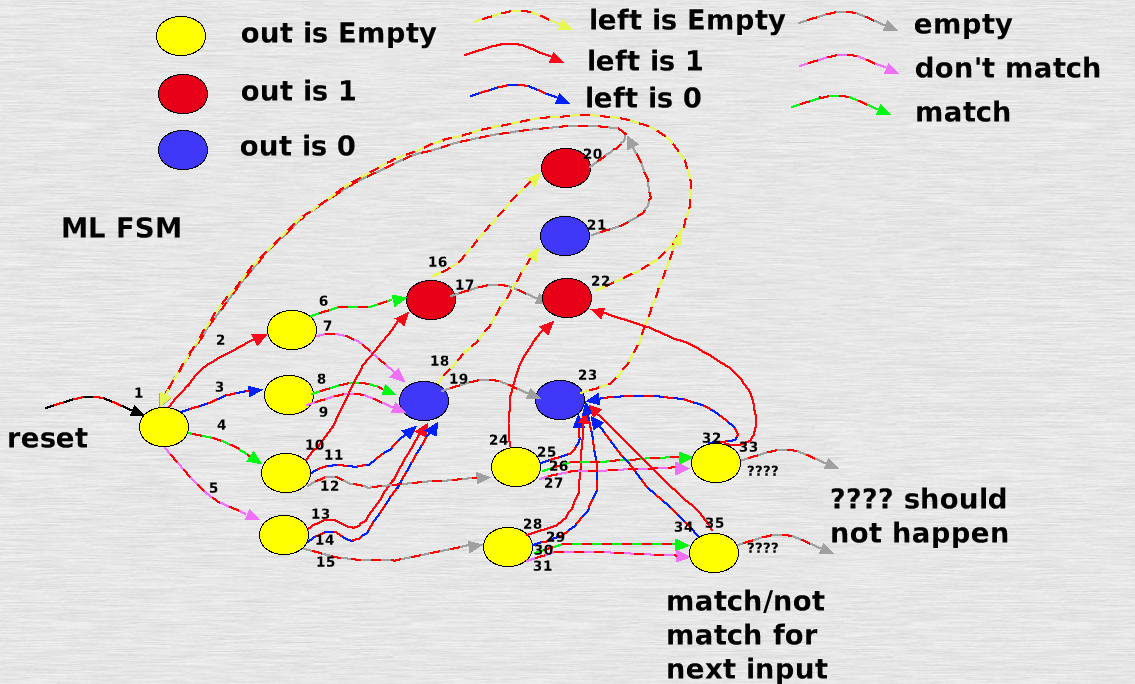 out is Empty
out is 1
out is 0
left is Empty
left is 1
left is 0
empty
don't match
match
ML FSM
reset
1
2
3
4
5
6
7
8
9
10
11
12
13
14
15
16
17
18
19
20
21
22
23
24
25
26
27
28
29
30
31
32
33
????
34
35
????
???? should
not happen
match/not
match for
next input